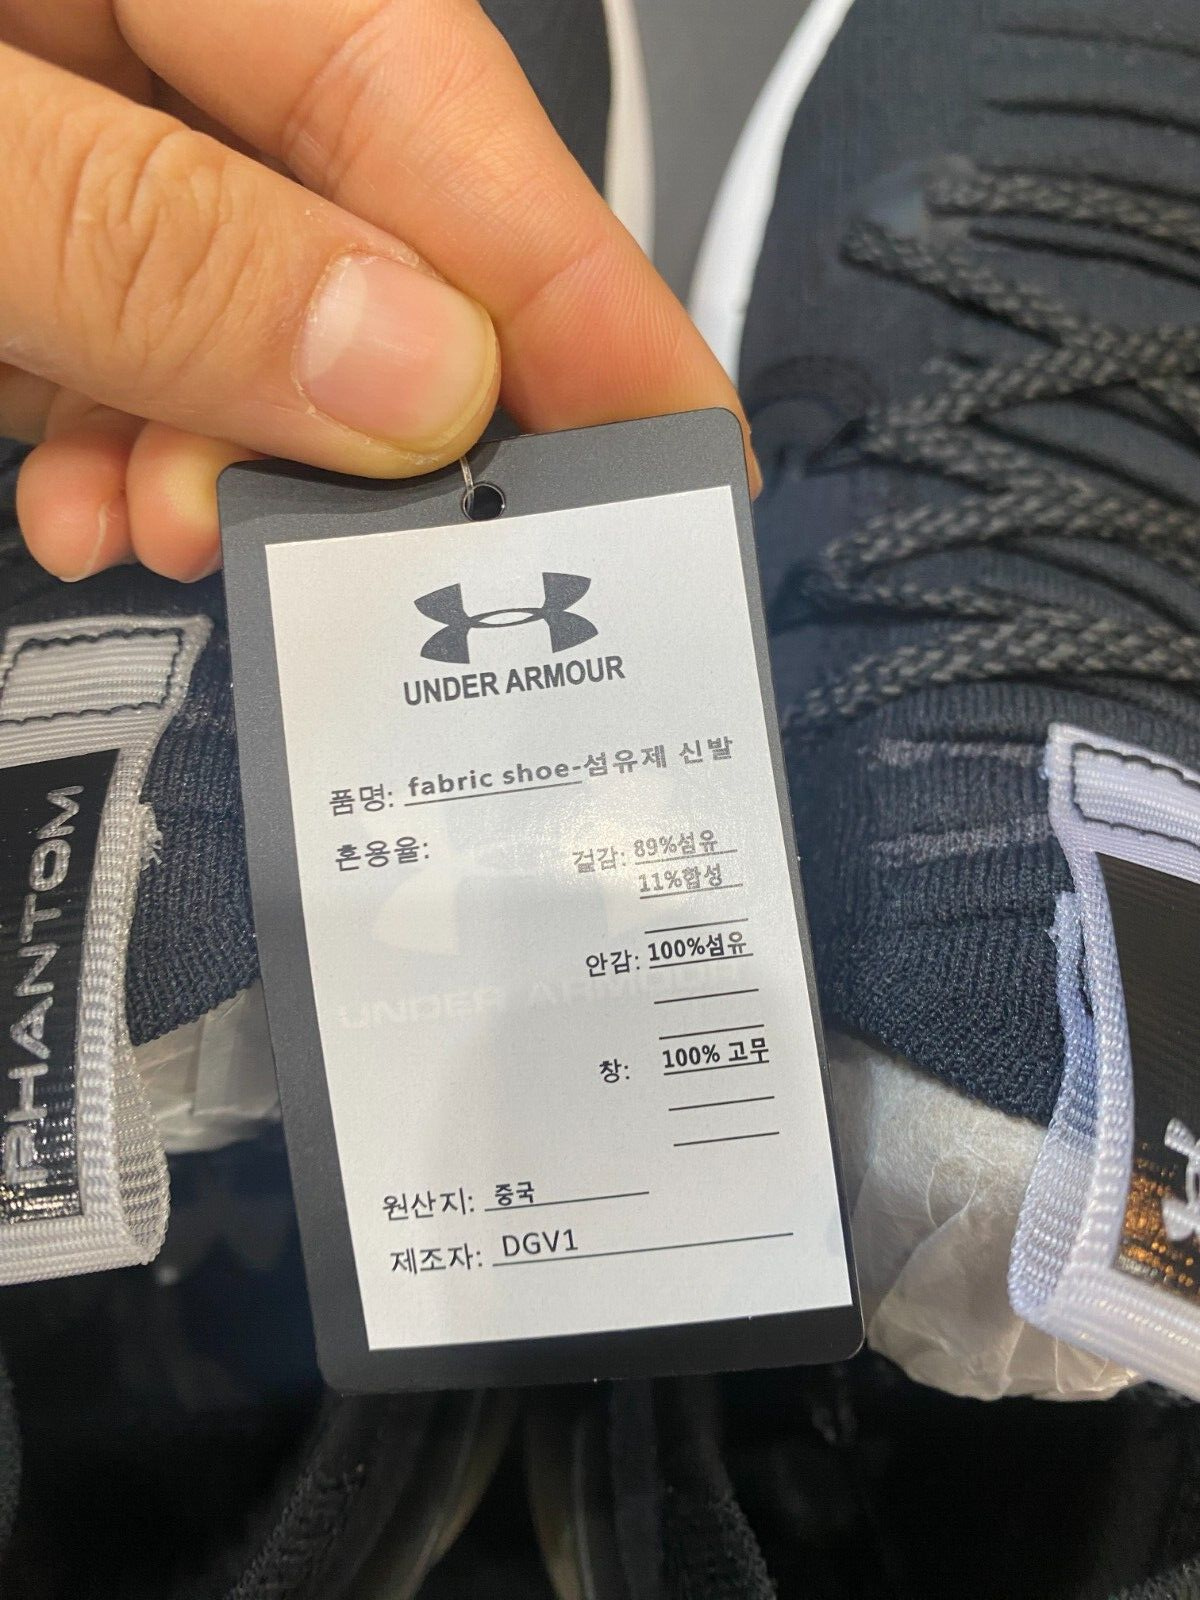 UNDER ARMOUR
품명: fabric shoe-섬유제 신발
혼용율:
겉감: 89%섬유
11%합성
안감: 100%섬유
창: 100% 고무
원산지: 중국
제조자: DGV1
PHANTOM
UNDER ARMOUR